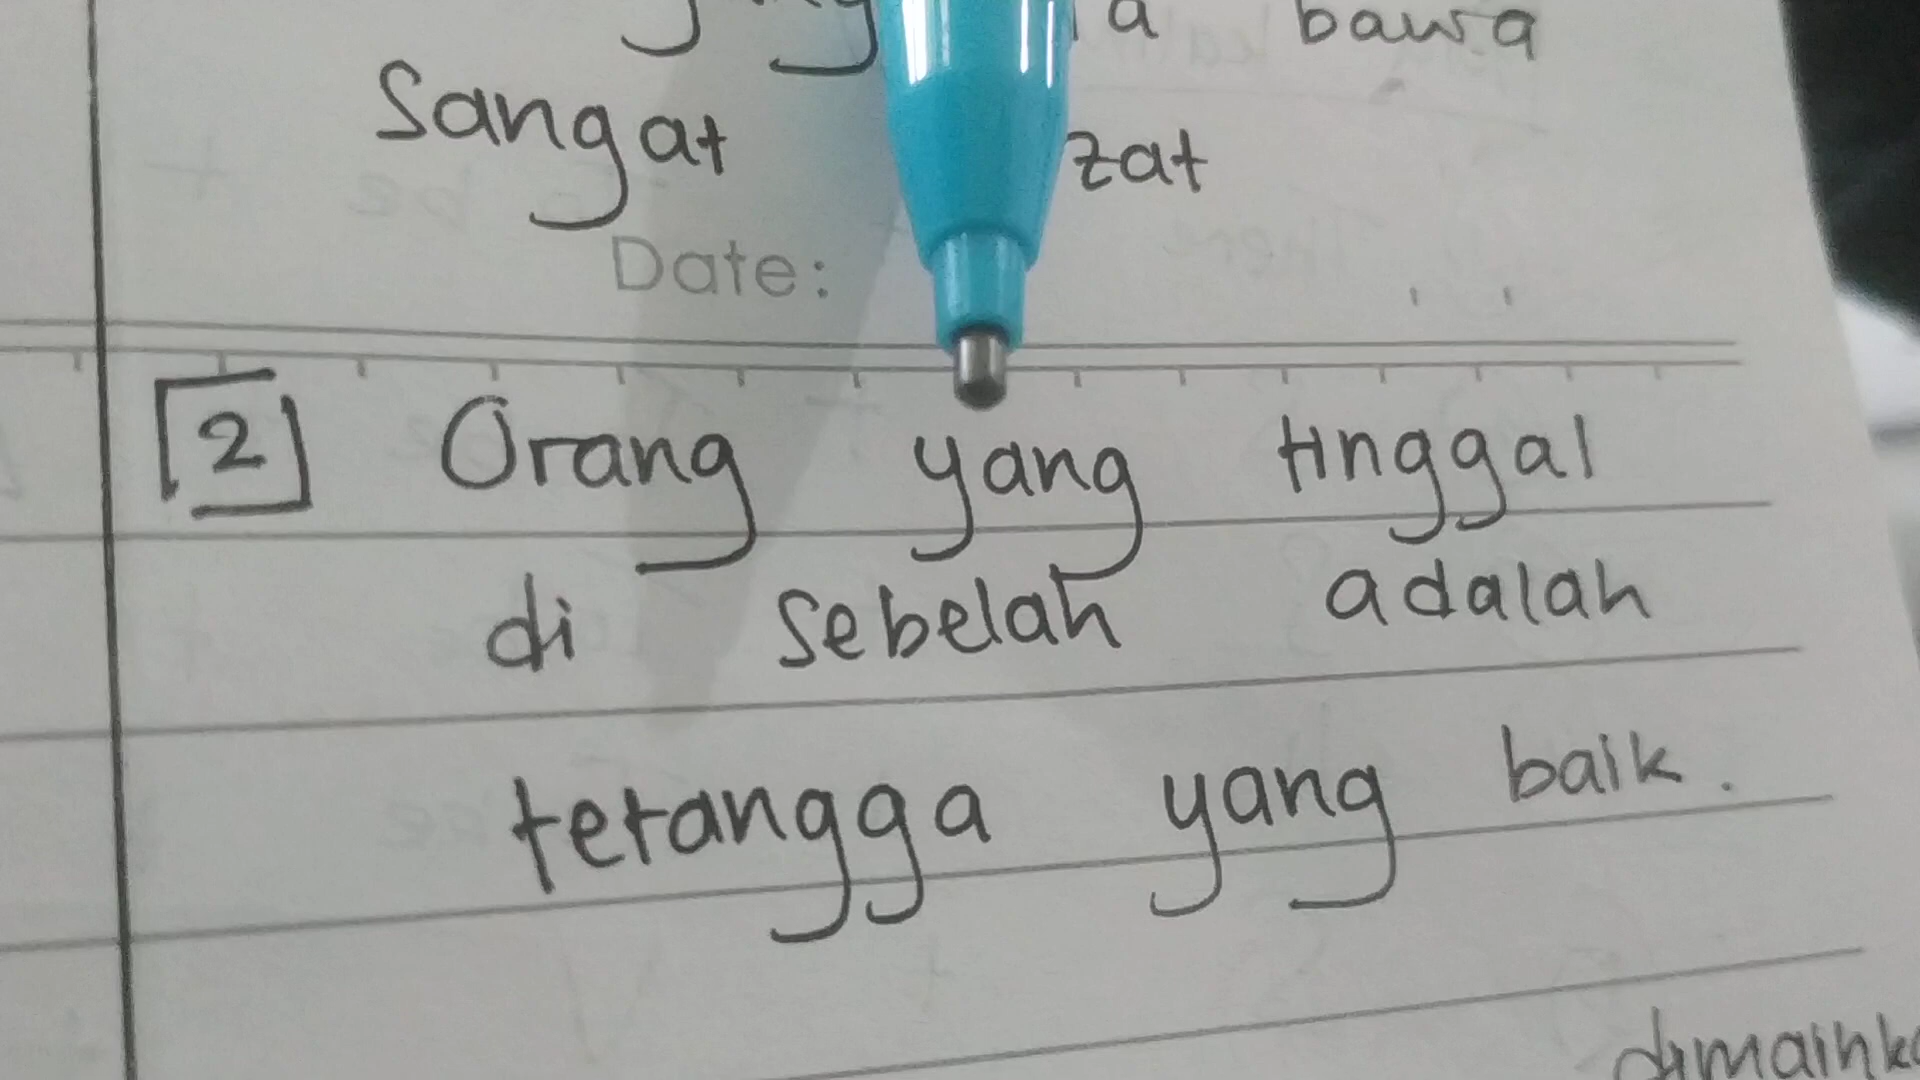 bawa
Sangat zat
Date:
[2] Orang yang tinggal
di sebelah adalah
tetangga yang baik.